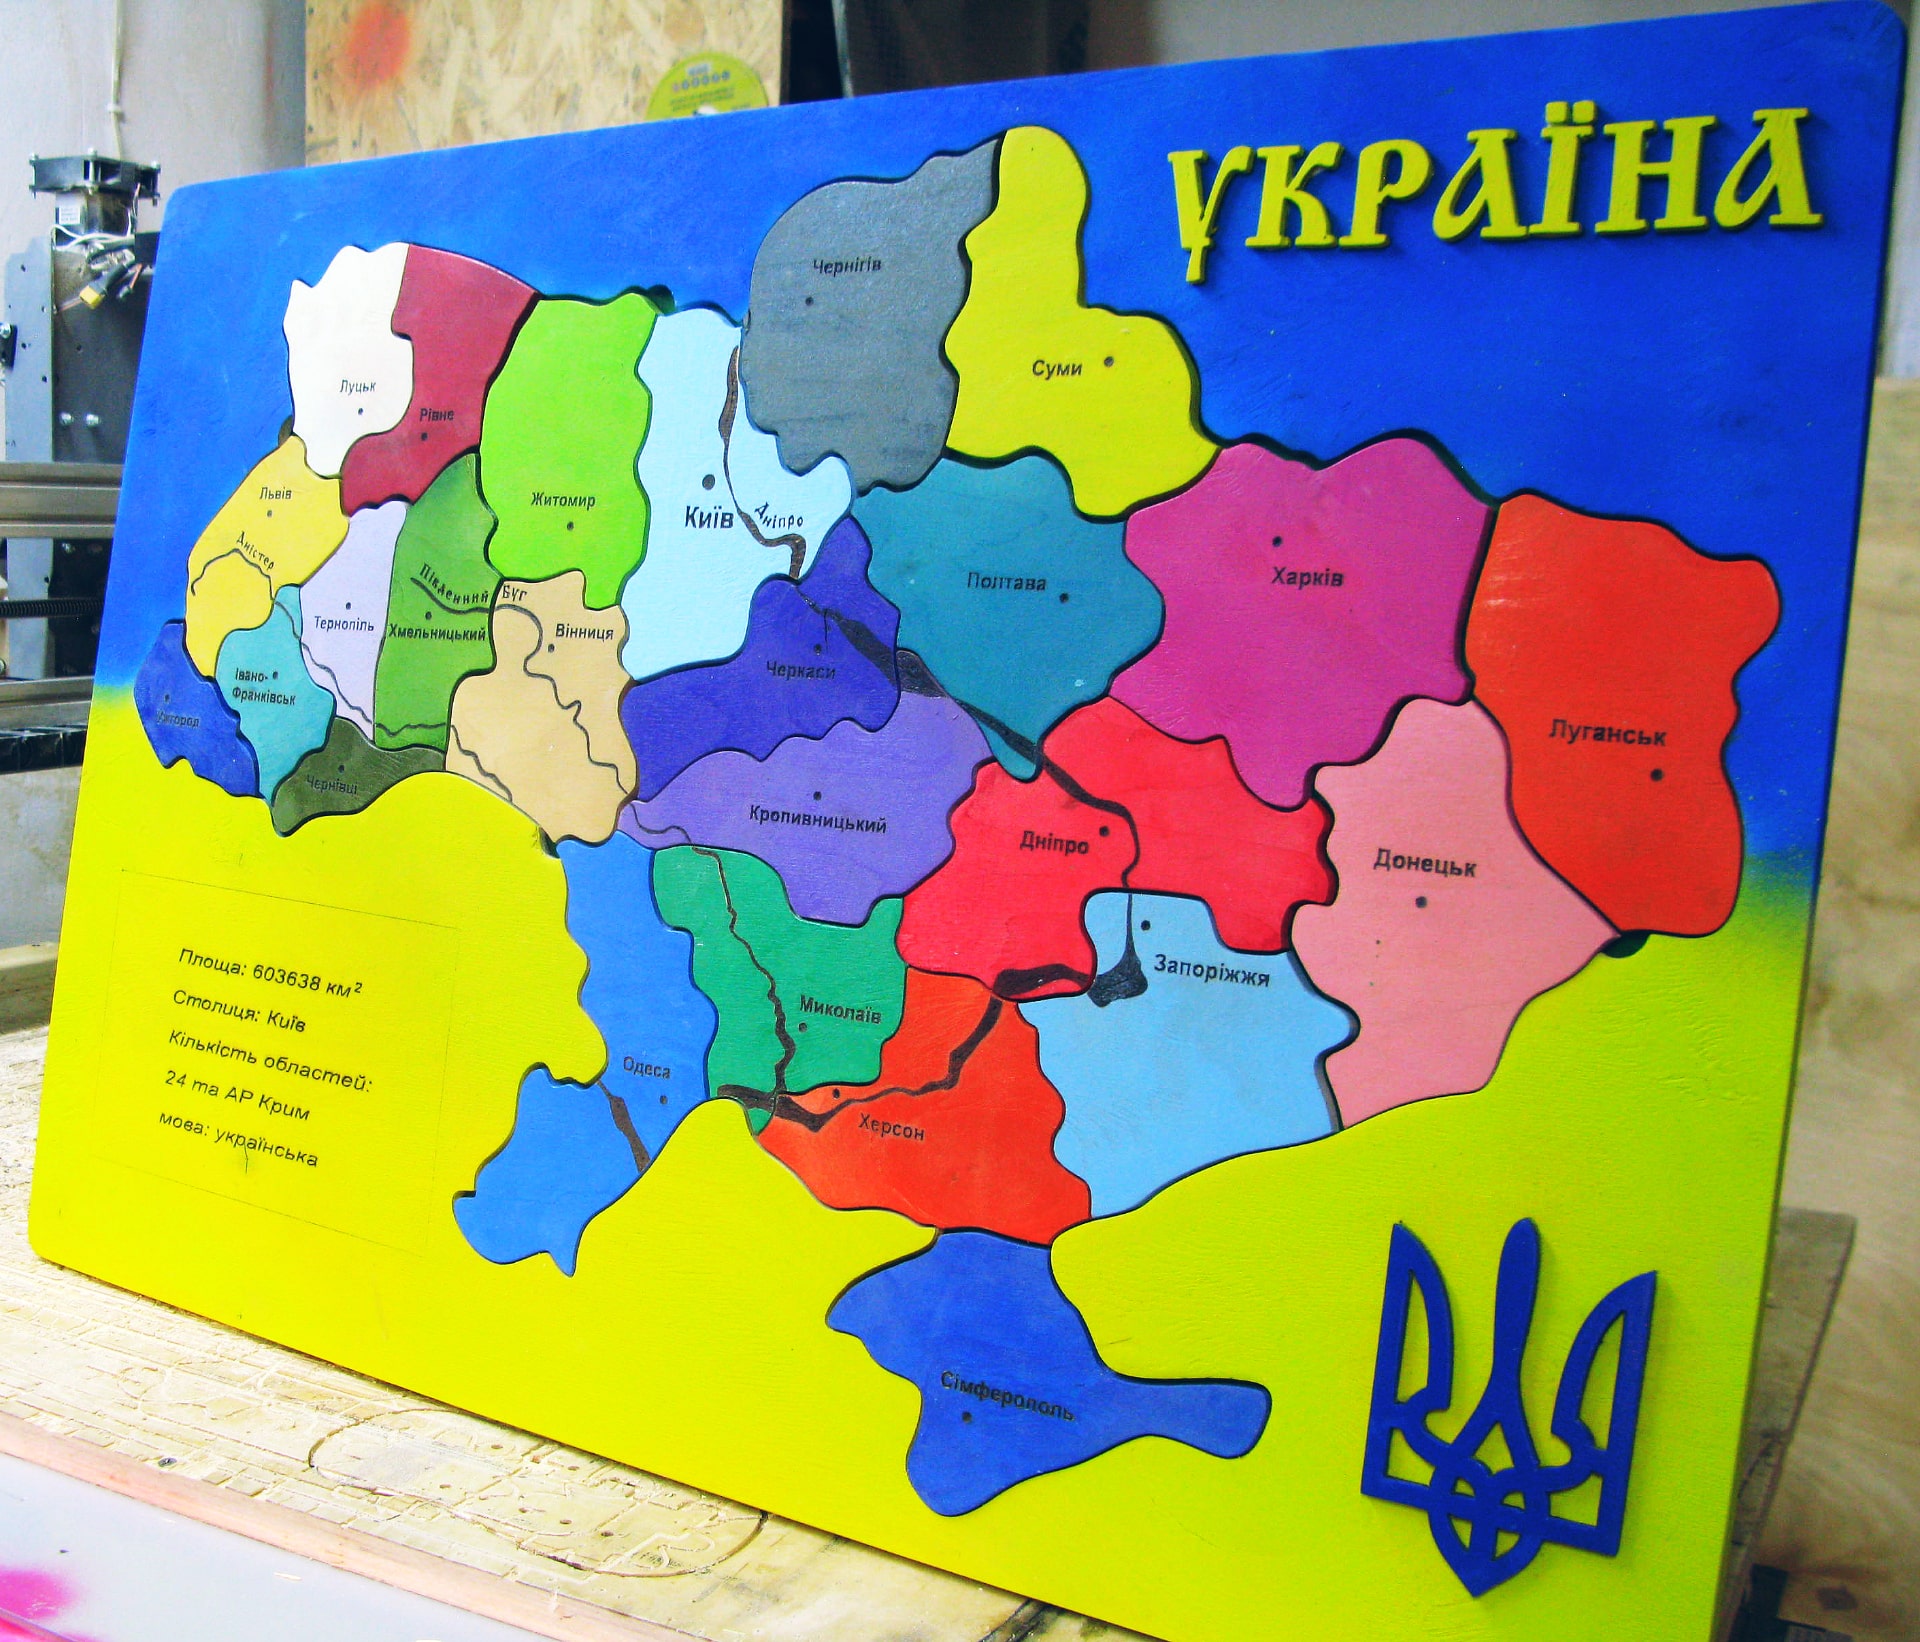 УКРАЇНА
Чернігів
Суми
Луцьк
Рівне
Львів
Житомир
Київ
Дніпро
Дністер
Південний Буг
Тернопіль
Хмельницький
Вінниця
Полтава
Харків
Івано-
Франківськ
Ужгород
Черкаси
Чернівці
Луганськ
Кропивницький
Дніпро
Донецьк
Запоріжжя
Миколаїв
Одеса
Херсон
Сімферополь
Площа: 603638 км²
Столиця: Київ
Кількість областей:
24 та АР Крим
мова: українська